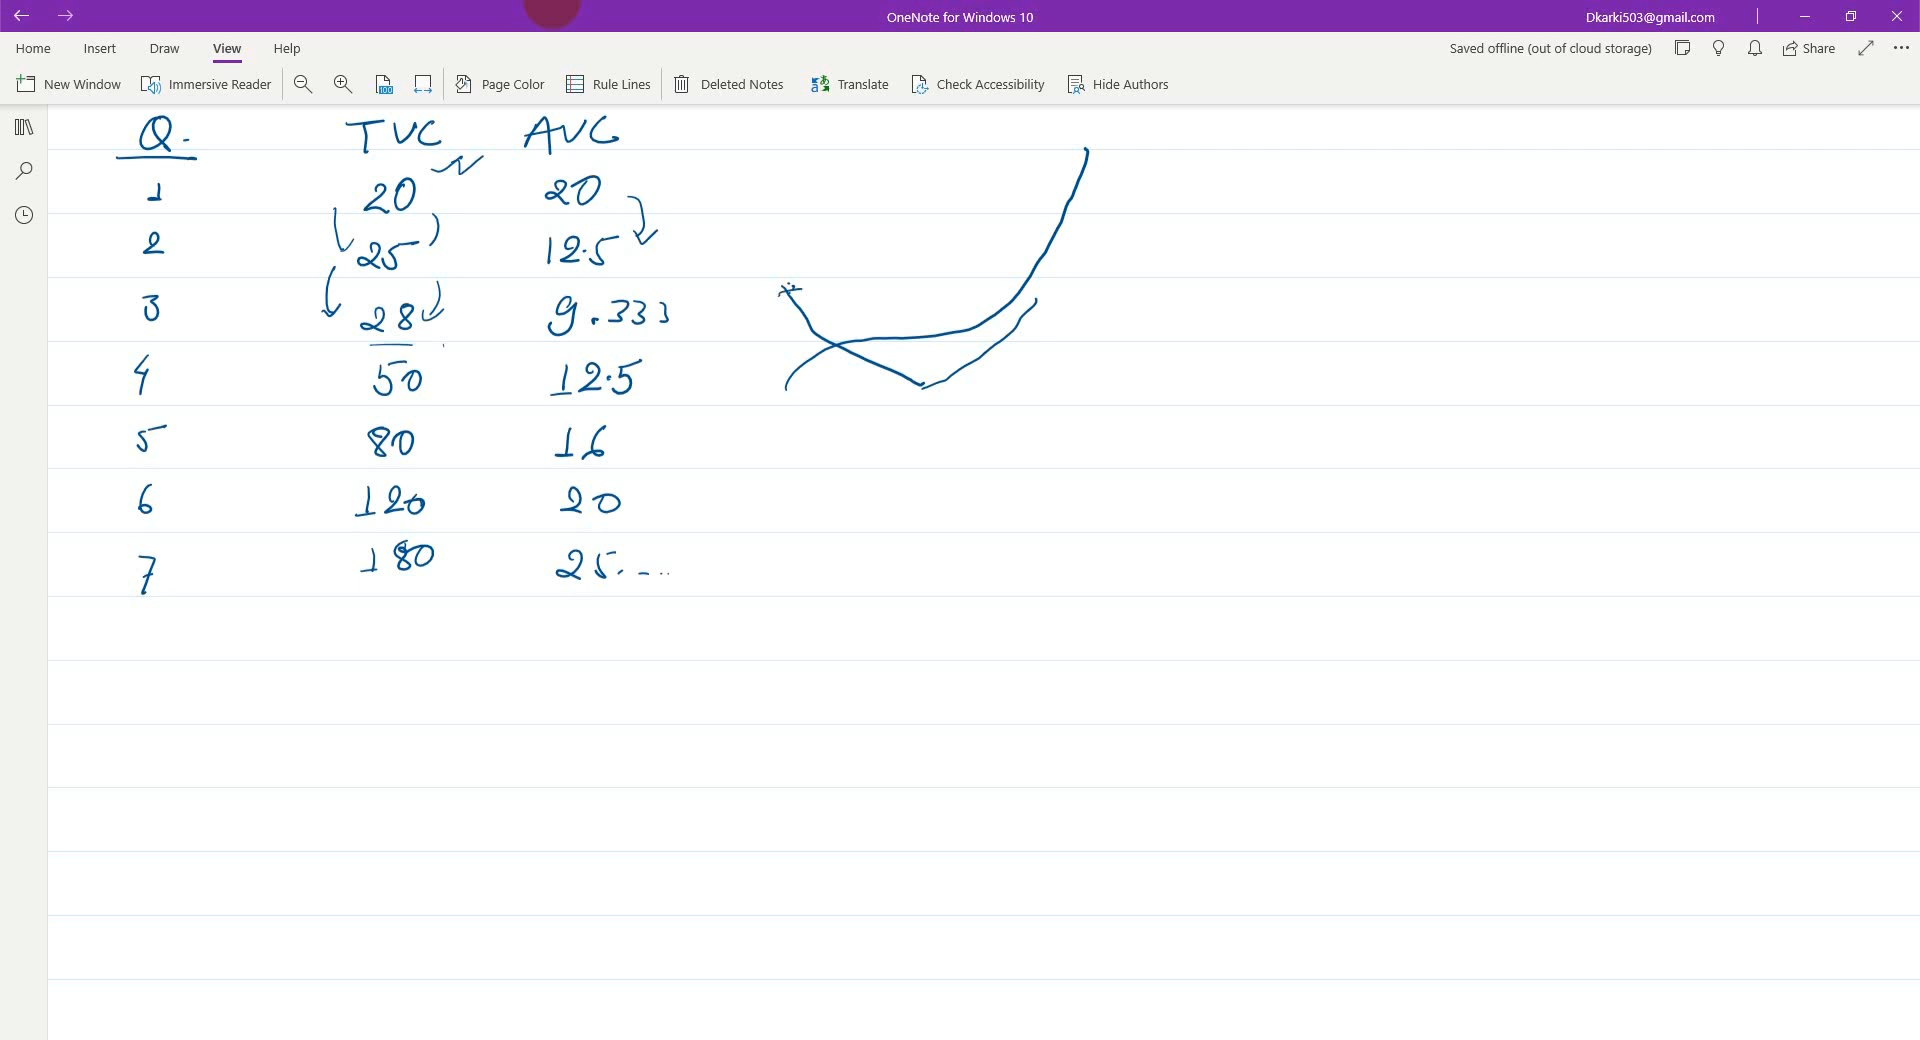 OneNote for Windows 10
Dkarki503@gmail.com
Home Insert Draw View Help
Saved offline (out of cloud storage) Share
New Window Immersive Reader Page Color Rule Lines Deleted Notes Translate Check Accessibility Hide Authors
Q. TVC AVC
1 20 20
2 25 12.5
3 28 9.333
4 50 12.5
5 80 16
6 120 20
7 180 25. ...